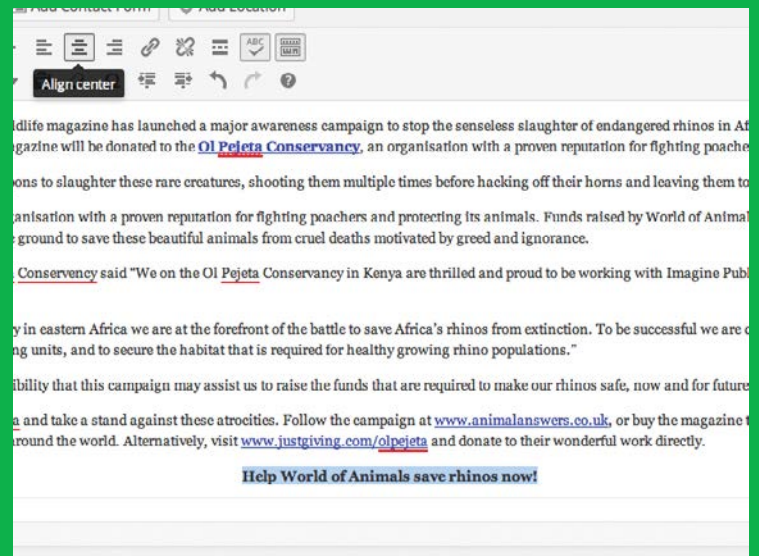 Add Contact Form Add Location
ABC
Align center
ldlife magazine has launched a major awareness campaign to stop the senseless slaughter of endangered rhinos in Af
gazine will be donated to the Ol Pejeta Conservancy, an organisation with a proven reputation for fighting poache
ons to slaughter these rare creatures, shooting them multiple times before hacking off their horns and leaving them to
anisation with a proven reputation for fighting poachers and protecting its animals. Funds raised by World of Animal
ground to save these beautiful animals from cruel deaths motivated by greed and ignorance.
Conservency said "We on the Ol Pejeta Conservancy in Kenya are thrilled and proud to be working with Imagine Publ
y in eastern Africa we are at the forefront of the battle to save Africa's rhinos from extinction. To be successful we are
ng units, and to secure the habitat that is required for healthy growing rhino populations."
ibility that this campaign may assist us to raise the funds that are required to make our rhinos safe, now and for future
a and take a stand against these atrocities. Follow the campaign at www.animalanswers.co.uk, or buy the magazine t
round the world. Alternatively, visit www.justgiving.com/olpejeta and donate to their wonderful work directly.
Help World of Animals save rhinos now!